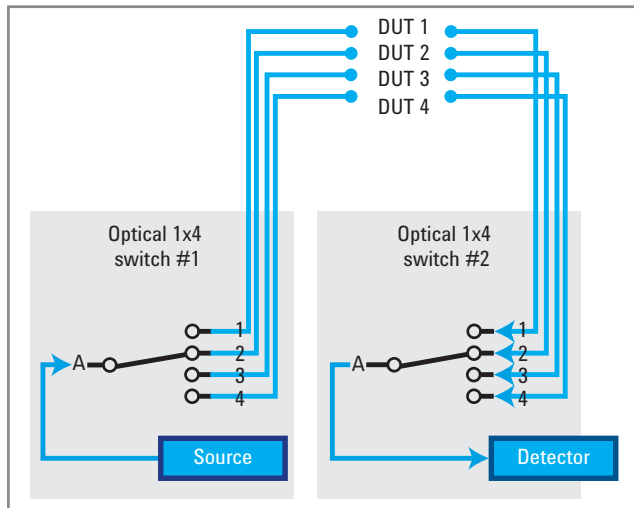 DUT 1
DUT 2
DUT 3
DUT 4
Optical 1x4
switch #1
A
1
2
3
4
Source
Optical 1x4
switch #2
A
1
2
3
4
Detector